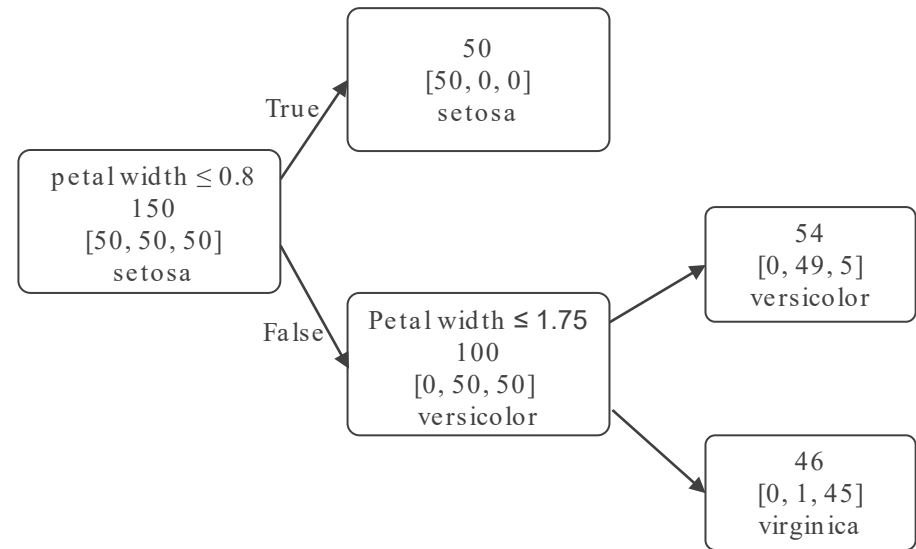 50
[50, 0, 0]
setosa
True
petal width ≤ 0.8
150
[50, 50, 50]
setosa
False
Petal width ≤ 1.75
100
[0, 50, 50]
versicolor
54
[0, 49, 5]
versicolor
46
[0, 1, 45]
virginica